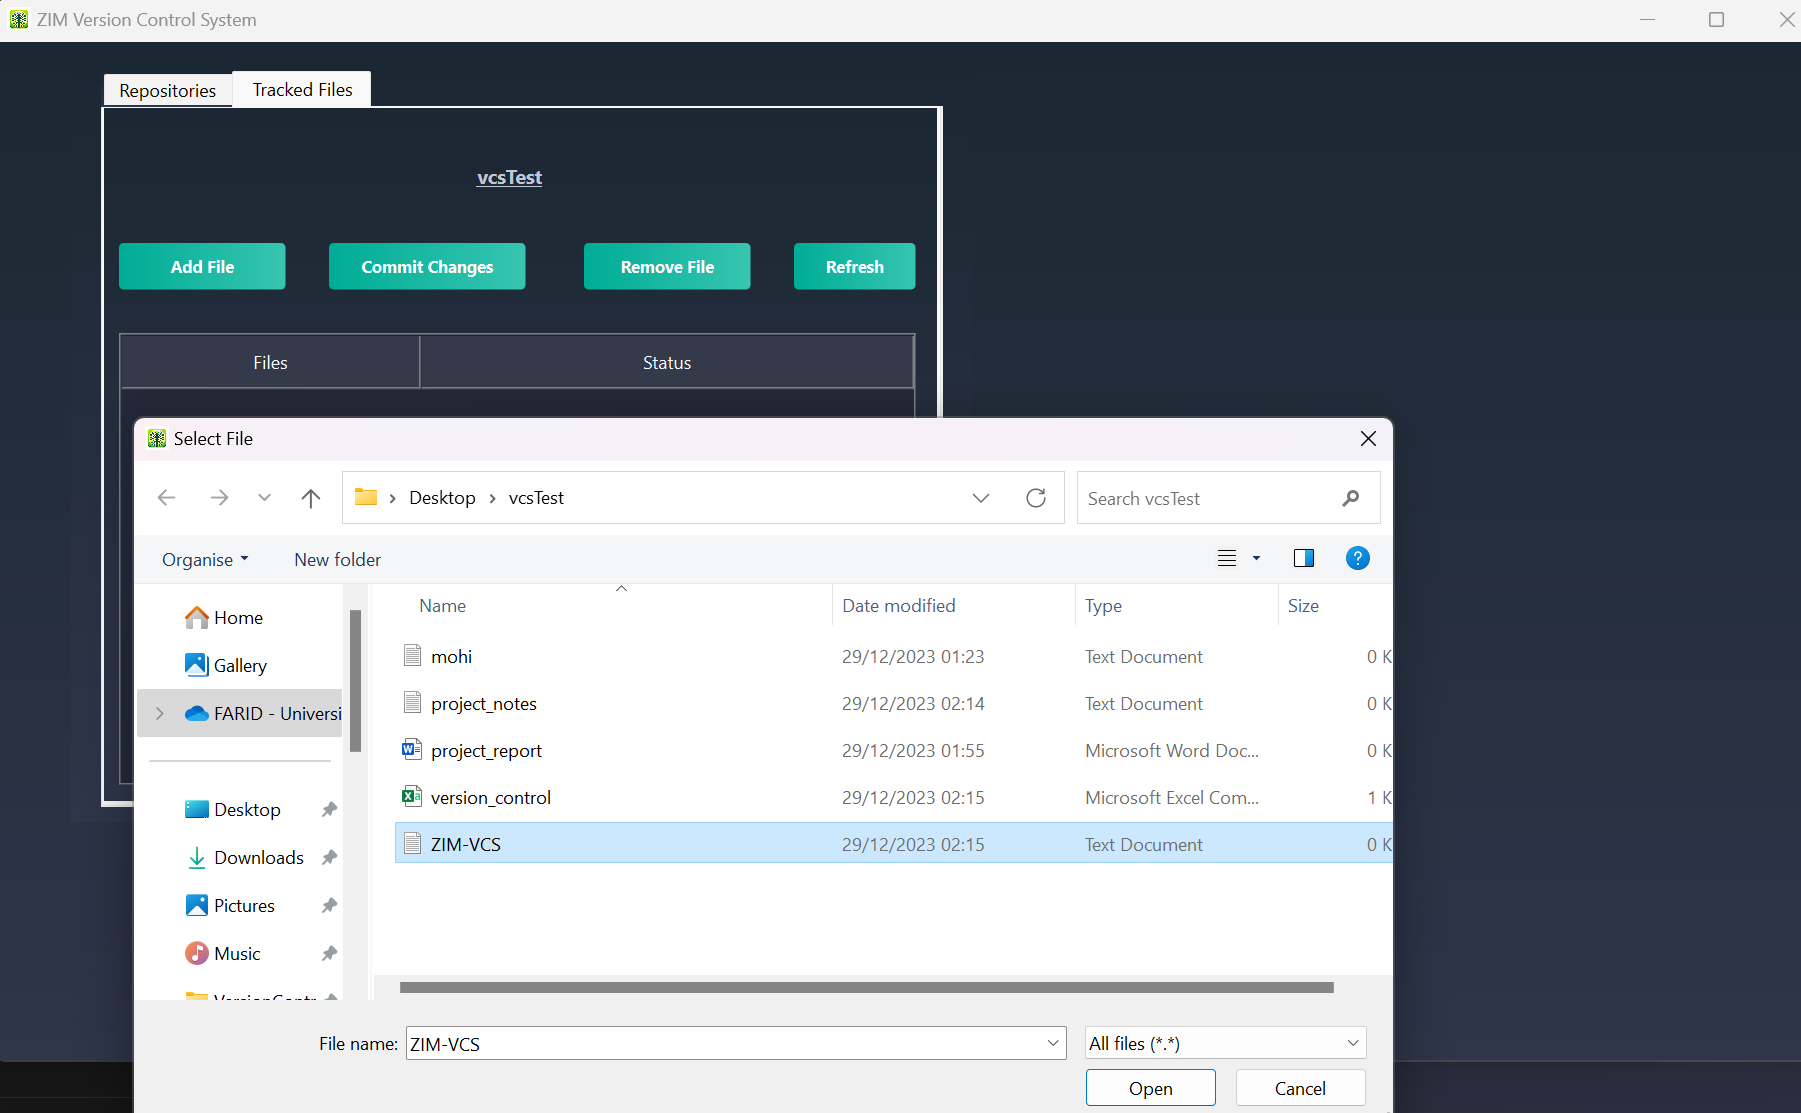 ZIM Version Control System
Repositories Tracked Files
vcsTest
Add File Commit Changes Remove File Refresh
Files Status
Select File
Desktop vcsTest Search vcsTest
Organise New folder
Name Date modified Type Size
Home
Gallery
FARID - Universi
Desktop
Downloads
Pictures
Music
mohi 29/12/2023 01:23 Text Document 0 K
project_notes 29/12/2023 02:14 Text Document 0 K
project_report 29/12/2023 01:55 Microsoft Word Doc... 0 K
version_control 29/12/2023 02:15 Microsoft Excel Com... 1 K
ZIM-VCS 29/12/2023 02:15 Text Document 0 K
File name: ZIM-VCS All files (*.*)
Open Cancel